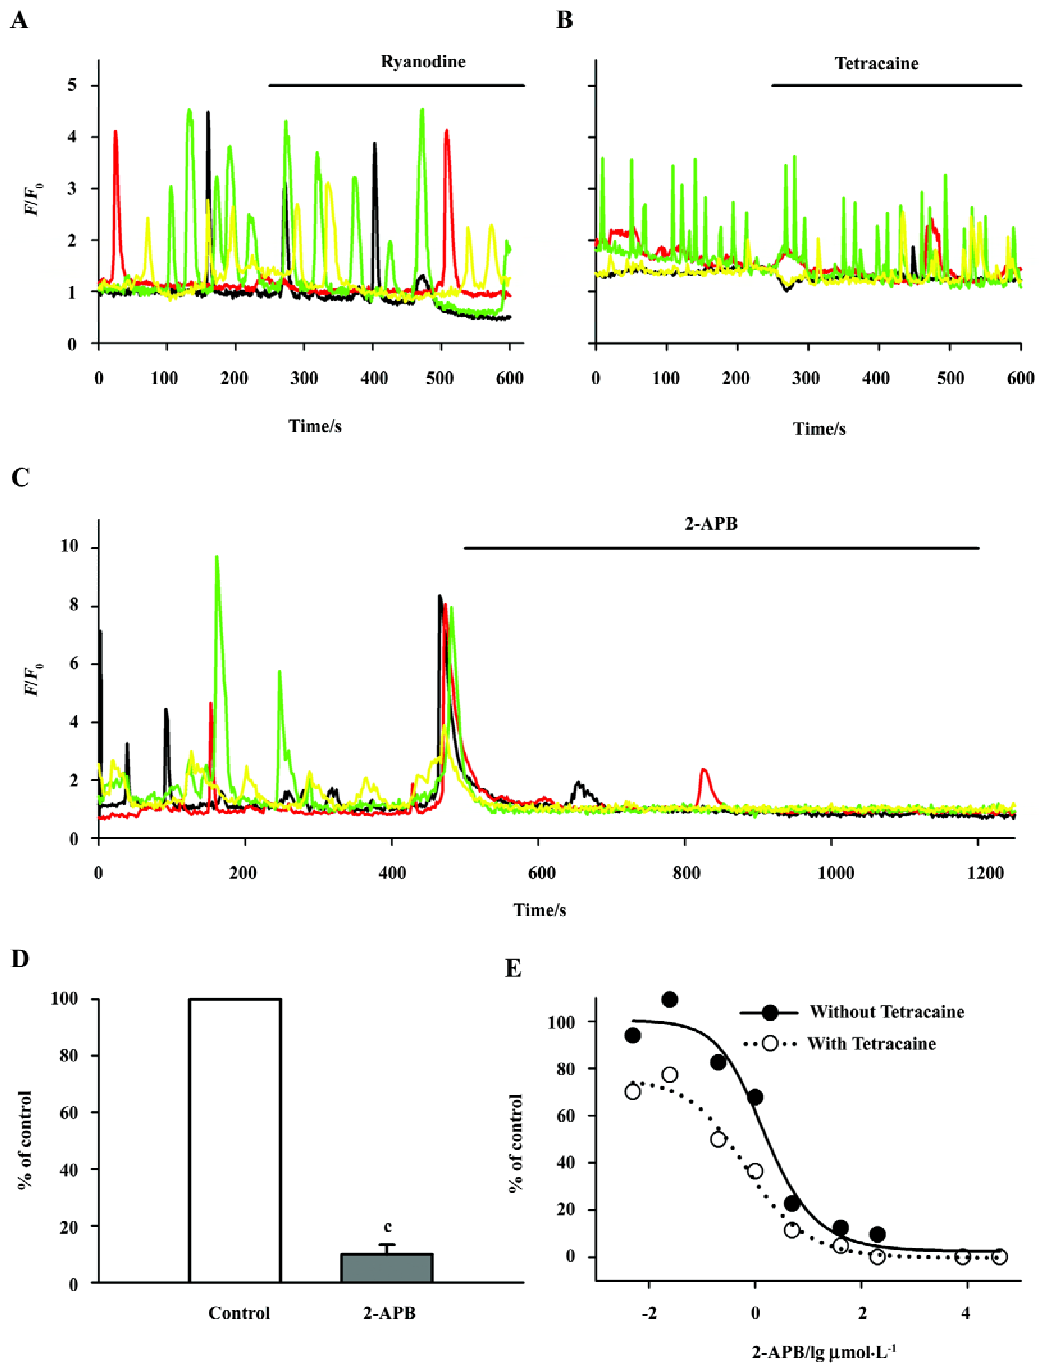 A
B
Ryanodine
Tetracaine
5
4
3
2
1
0
F/F0
0 100 200 300 400 500 600
0 100 200 300 400 500 600
Time/s
Time/s
C
2-APB
10
8
6
4
2
0
F/F0
0 200 400 600 800 1000 1200
Time/s
D
E
100
80
60
40
20
0
% of control
c
Control
2-APB
Without Tetracaine
With Tetracaine
100
80
60
40
20
0
% of control
-2 0 2 4
2-APB/lg μmol·L-1